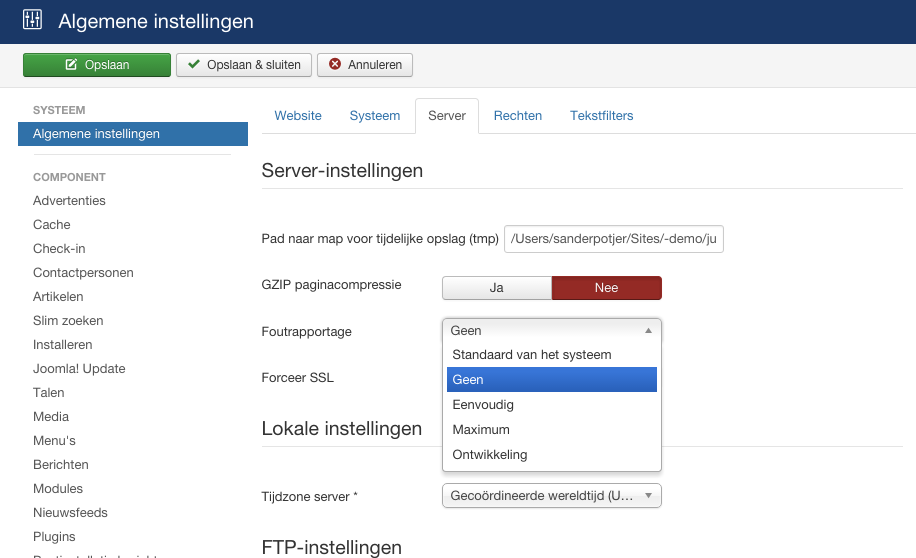 Algemene instellingen
Opslaan
Opslaan & sluiten
Annuleren
SYSTEEM
Algemene instellingen
COMPONENT
Advertenties
Cache
Check-in
Contactpersonen
Artikelen
Slim zoeken
Installeren
Joomla! Update
Talen
Media
Menu's
Berichten
Modules
Nieuwsfeeds
Plugins
Website
Systeem
Server
Rechten
Tekstfilters
Server-instellingen
Pad naar map voor tijdelijke opslag (tmp)
/Users/sanderpotjer/Sites/-demo/ju
GZIP paginacompressie
Ja
Nee
Foutrapportage
Geen
Standaard van het systeem
Geen
Eenvoudig
Maximum
Ontwikkeling
Forceer SSL
Lokale instellingen
Tijdzone server *
Gecoördineerde wereldtijd (U...
FTP-instellingen